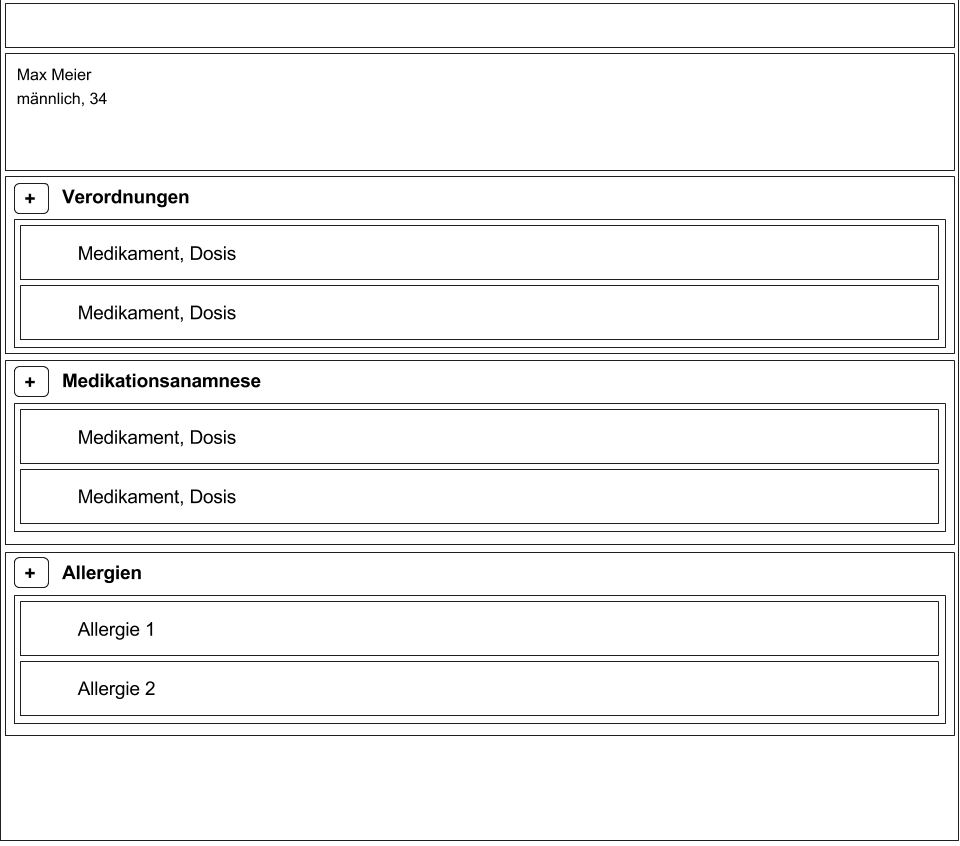 Max Meier
männlich, 34
+ Verordnungen
Medikament, Dosis
Medikament, Dosis
+ Medikationsanamnese
Medikament, Dosis
Medikament, Dosis
+ Allergien
Allergie 1
Allergie 2